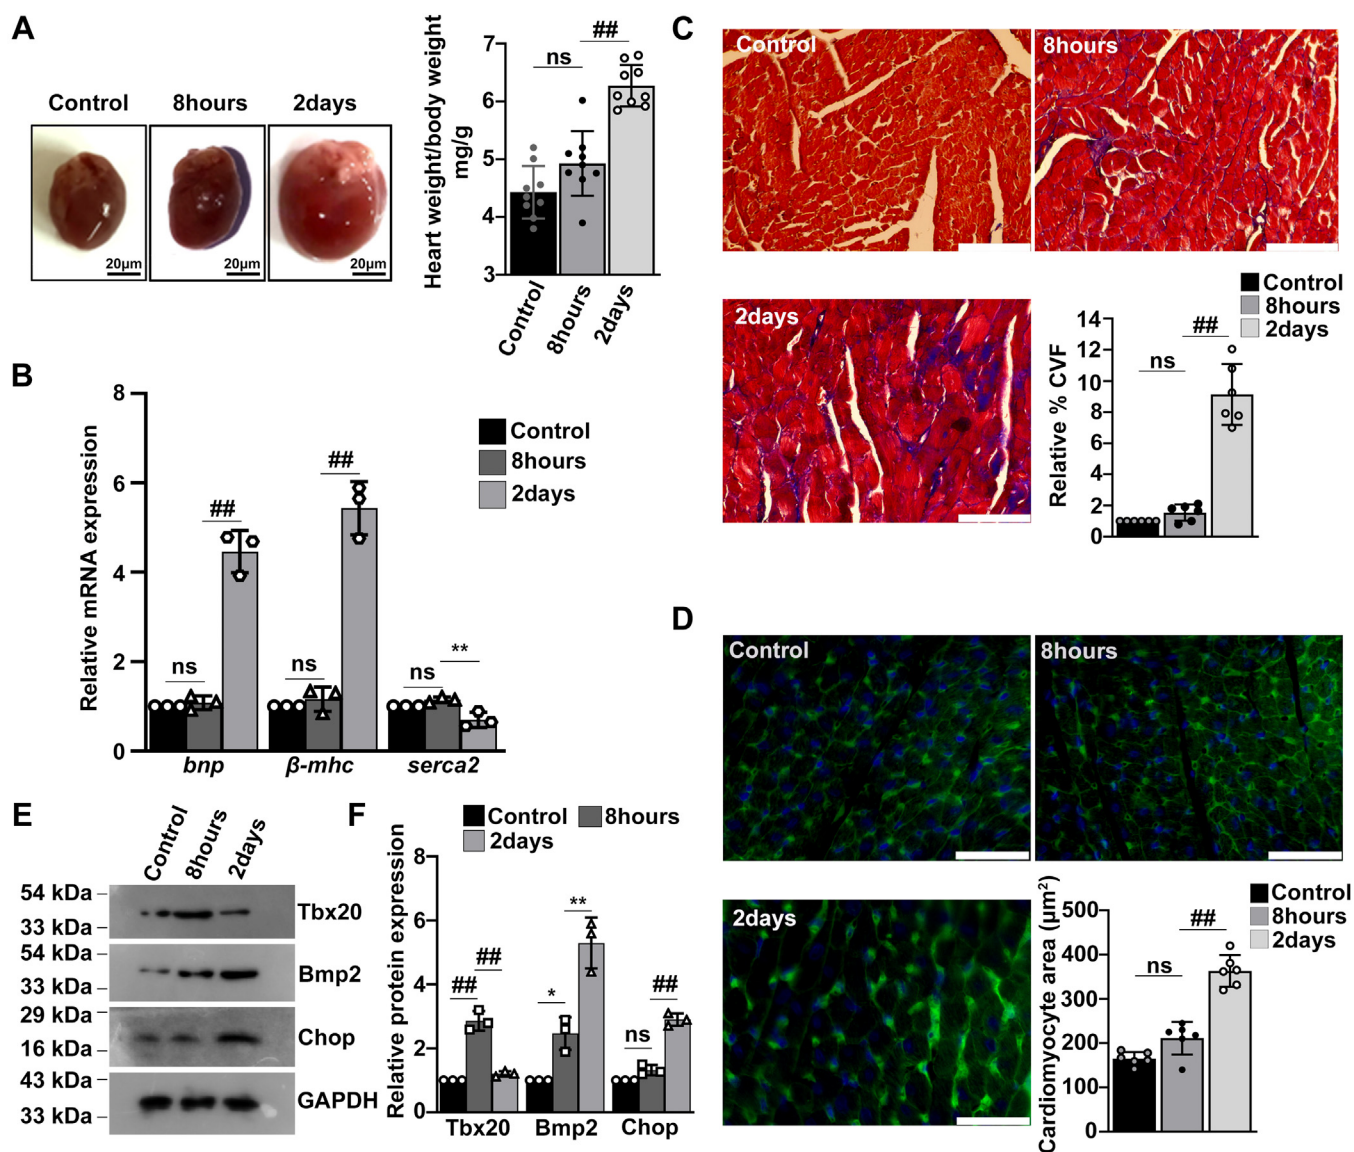 A
Control
8hours
2days
20μm
20μm
20μm
Heart weight/body weight
mg/g
7
6
5
4
3
ns
##
Control
8hours
2days
B
Relative mRNA expression
8
6
4
2
0
ns
##
ns
##
ns
**
bnp
β-mhc
serca2
Control
8hours
2days
C
Control
8hours
2days
Control
8hours
2days
Relative % CVF
14
12
10
8
6
4
2
0
ns
##
D
Control
8hours
2days
Control
8hours
2days
Cardiomyocyte area (μm²)
500
400
300
200
100
0
ns
##
E
Control
8hours
2days
54 kDa
33 kDa
Tbx20
54 kDa
33 kDa
Bmp2
29 kDa
16 kDa
Chop
43 kDa
33 kDa
GAPDH
F
Control
8hours
2days
Relative protein expression
8
6
4
2
0
##
##
*
**
ns
##
Tbx20
Bmp2
Chop